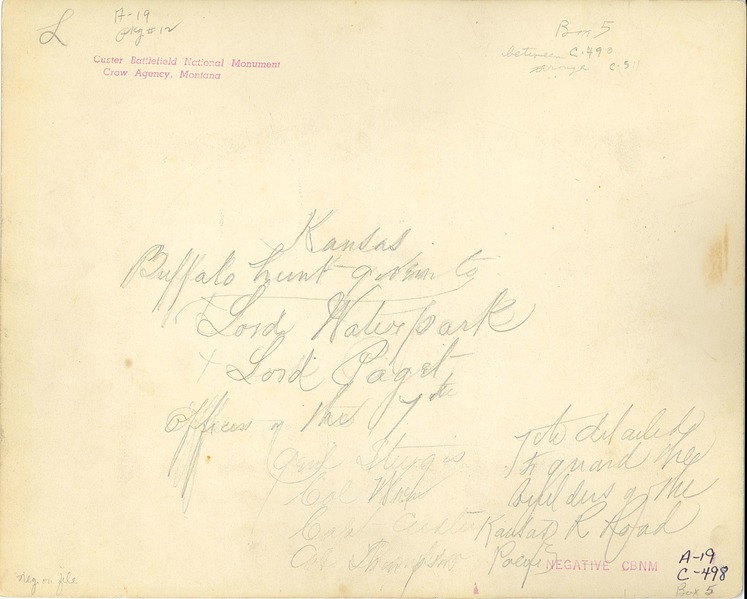 L
A-19
pkg #12
Box 5
between C-490
C-511
Custer Battlefield National Monument
Crow Agency, Montana
Kansas
Buffalo hunt given to
x Lord Waterpark
x Lord Paget
Officers of the 7th
Genl Sturgis
Col
Capt Custer
Col Thompson
7th detailed
to guard the
builders of the
Kansas R Road
Pacific
NEGATIVE CBNM
A-19
C-498
Box 5
neg. on file